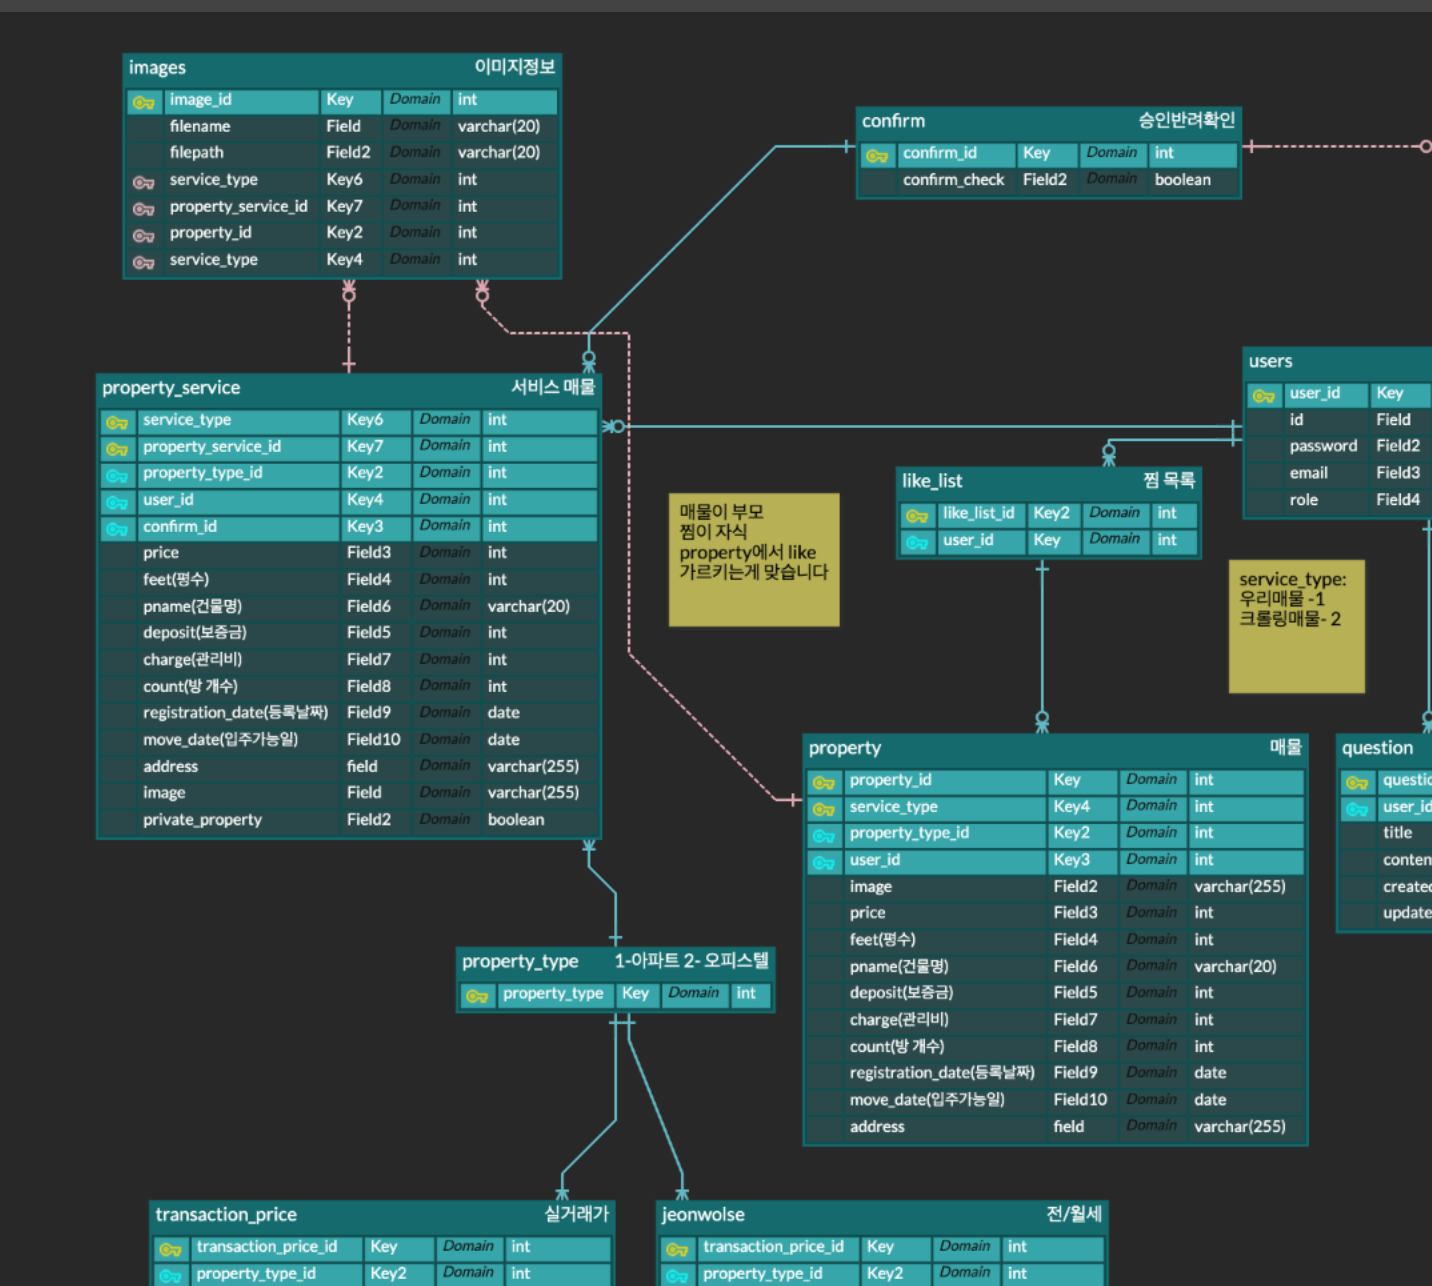 images 이미지정보
image_id Key Domain int
filename Field Domain varchar(20)
filepath Field2 Domain varchar(20)
service_type Key6 Domain int
property_service_id Key7 Domain int
property_id Key2 Domain int
service_type Key4 Domain int
confirm 승인반려확인
confirm_id Key Domain int
confirm_check Field2 Domain boolean
property_service 서비스 매물
service_type Key6 Domain int
property_service_id Key7 Domain int
property_type_id Key2 Domain int
user_id Key4 Domain int
confirm_id Key3 Domain int
price Field3 Domain int
feet(평수) Field4 Domain int
pname(건물명) Field6 Domain varchar(20)
deposit(보증금) Field5 Domain int
charge(관리비) Field7 Domain int
count(방 개수) Field8 Domain int
registration_date(등록날짜) Field9 Domain date
move_date(입주가능일) Field10 Domain date
address field Domain varchar(255)
image Field Domain varchar(255)
private_property Field2 Domain boolean
users
user_id Key
id Field
password Field2
email Field3
role Field4
like_list 찜 목록
like_list_id Key2 Domain int
user_id Key Domain int
매물이 부모
찜이 자식
property에서 like
가르키는게 맞습니다
service_type:
우리매물 -1
크롤링매물- 2
property 매물
property_id Key Domain int
service_type Key4 Domain int
property_type_id Key2 Domain int
user_id Key3 Domain int
image Field2 Domain varchar(255)
price Field3 Domain int
feet(평수) Field4 Domain int
pname(건물명) Field6 Domain varchar(20)
deposit(보증금) Field5 Domain int
charge(관리비) Field7 Domain int
count(방 개수) Field8 Domain int
registration_date(등록날짜) Field9 Domain date
move_date(입주가능일) Field10 Domain date
address field Domain varchar(255)
question
questic
user_id
title
conten
created
update
property_type 1-아파트 2- 오피스텔
property_type Key Domain int
transaction_price 실거래가
transaction_price_id Key Domain int
property_type_id Key2 Domain int
jeonwolse 전/월세
transaction_price_id Key Domain int
property_type_id Key2 Domain int